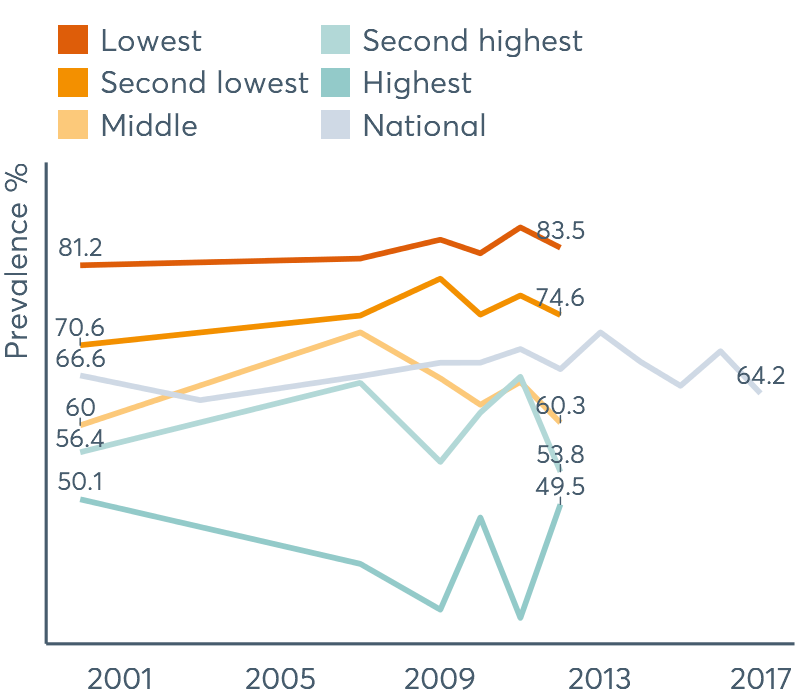 Lowest
Second highest
Second lowest
Highest
Middle
National
Prevalence %
81.2
83.5
70.6
74.6
66.6
64.2
60
60.3
56.4
53.8
50.1
49.5
2001
2005
2009
2013
2017